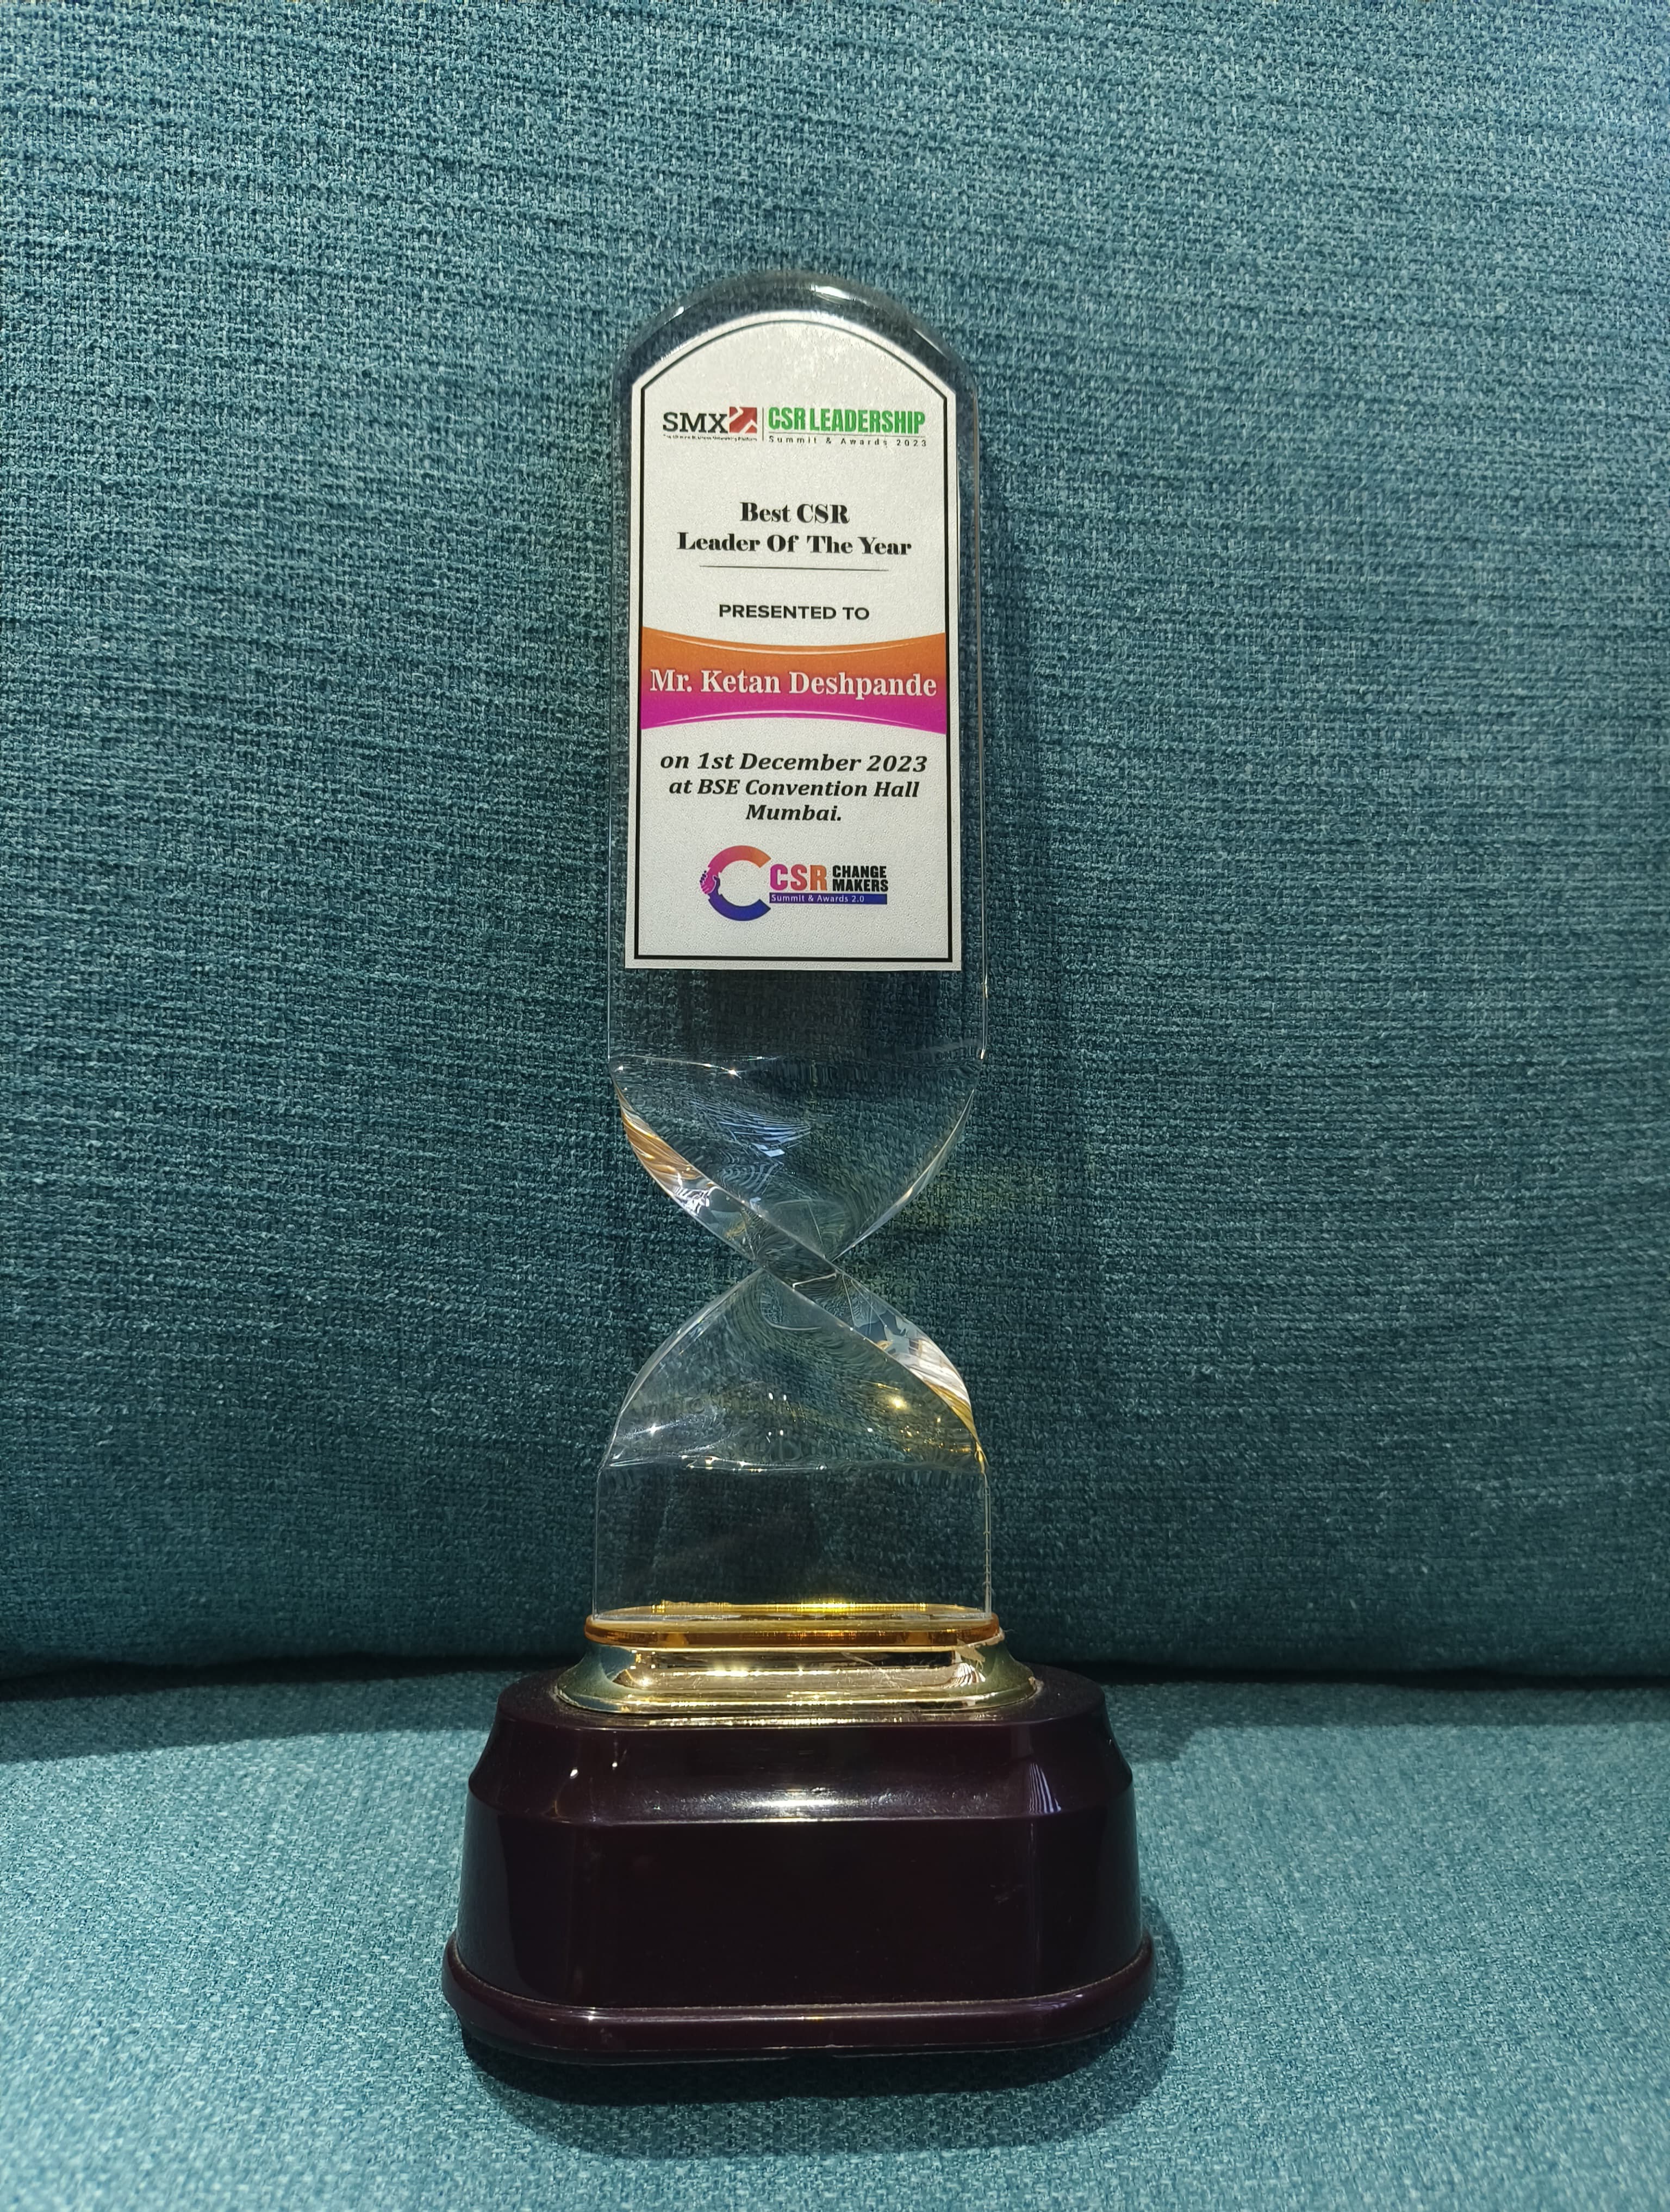 SMX
CSR LEADERSHIP
Summit & Awards 2023
Best CSR
Leader Of The Year
PRESENTED TO
Mr. Ketan Deshpande
on 1st December 2023
at BSE Convention Hall
Mumbai.
CSR CHANGE
MAKERS
Summit & Awards 2.0